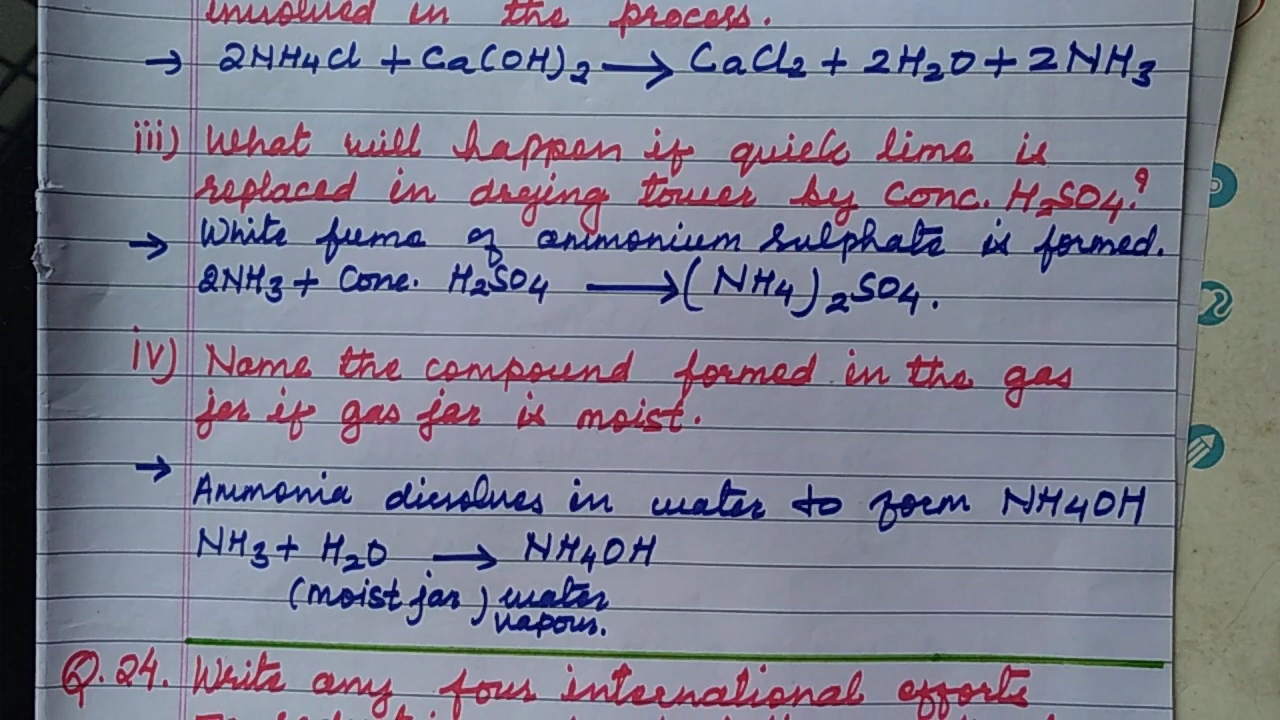 involved in the process.
→ 2NH4Cl + Ca(OH)2 → CaCl2 + 2H2O + 2NH3
iii) What will happen if quick lime is
replaced in drying tower by Conc. H2SO4?
→ White fume of ammonium sulphate is formed.
2NH3 + Conc. H2SO4 → (NH4)2SO4.
iv) Name the compound formed in the gas
jar if gas jar is moist.
→ Ammonia dissolves in water to form NH4OH
NH3 + H2O → NH4OH
(moist jar) water
vapour.
Q.24. Write any four international efforts